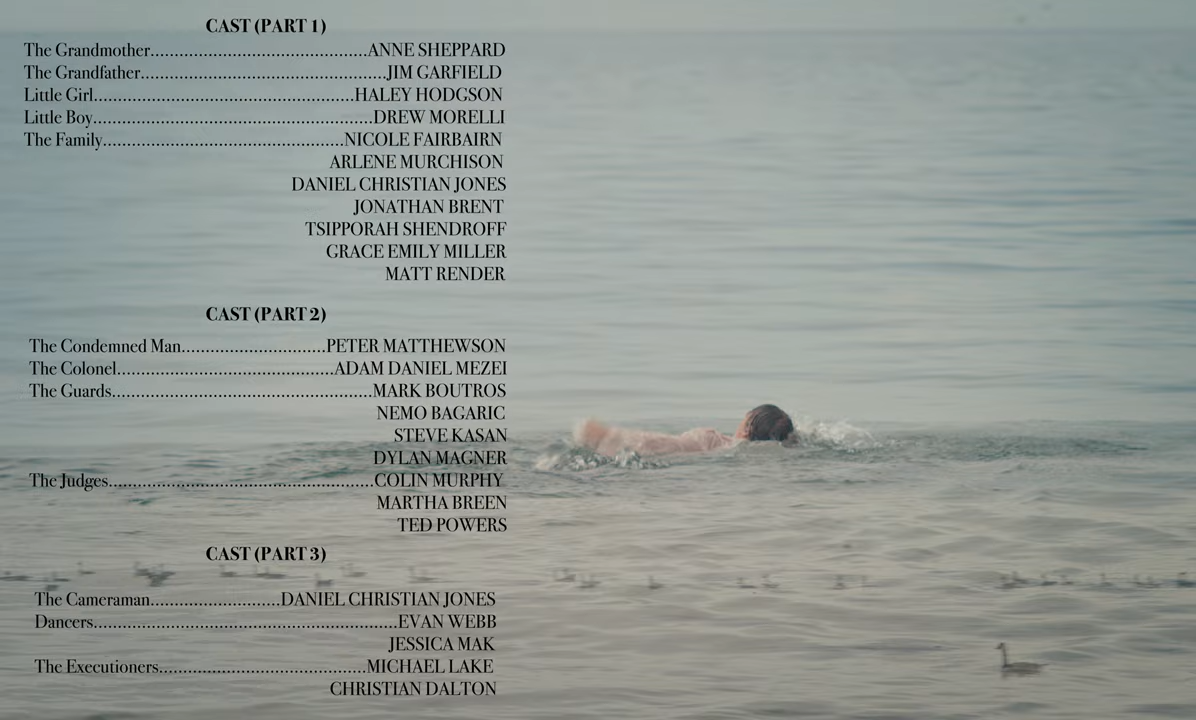 CAST (PART 1)
The Grandmother..............................................ANNE SHEPPARD
The Grandfather....................................................JIM GARFIELD
Little Girl.......................................................HALEY HODGSON
Little Boy...........................................................DREW MORELLI
The Family...................................................NICOLE FAIRBAIRN
ARLENE MURCHISON
DANIEL CHRISTIAN JONES
JONATHAN BRENT
TSIPPORAH SHENDROFF
GRACE EMILY MILLER
MATT RENDER
CAST (PART 2)
The Condemned Man..............................PETER MATTHEWSON
The Colonel..............................................ADAM DANIEL MEZEI
The Guards.......................................................MARK BOUTROS
NEMO BAGARIC
STEVE KASAN
DYLAN MAGNER
The Judges........................................................COLIN MURPHY
MARTHA BREEN
TED POWERS
CAST (PART 3)
The Cameraman...........................DANIEL CHRISTIAN JONES
Dancers................................................................EVAN WEBB
JESSICA MAK
The Executioners............................................MICHAEL LAKE
CHRISTIAN DALTON